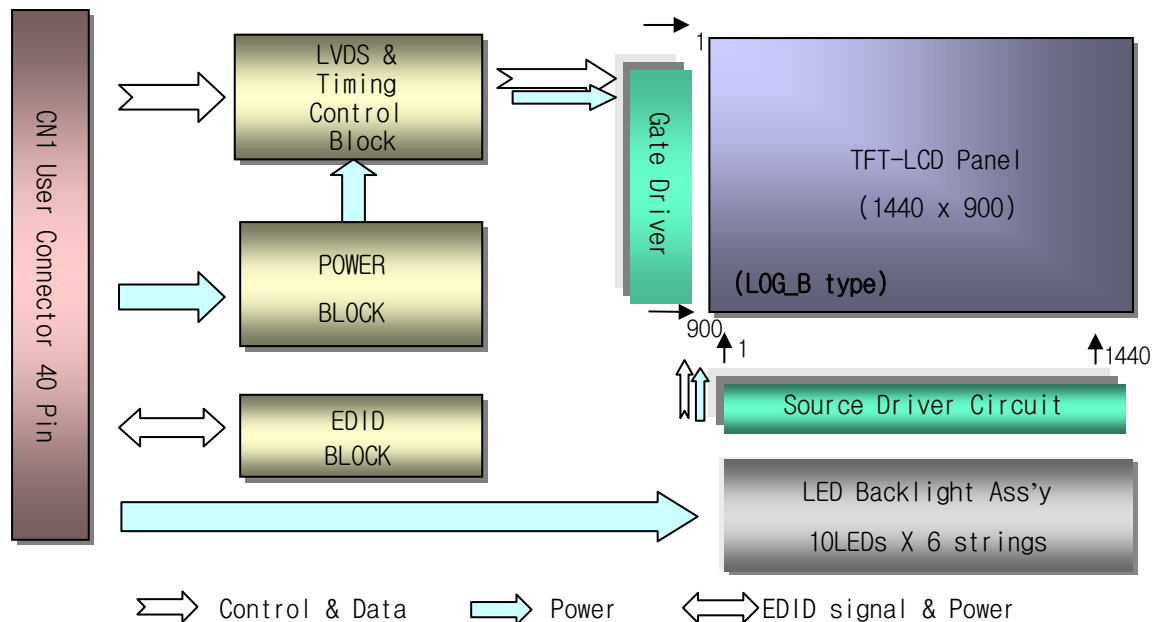 CN1 User Connector 40 Pin
LVDS &
Timing
Control
Block
POWER
BLOCK
EDID
BLOCK
Gate Driver
1
900
TFT-LCD Panel
(1440 x 900)
(LOG_B type)
1
1440
Source Driver Circuit
LED Backlight Ass’y
10LEDs X 6 strings
Control & Data
Power
EDID signal & Power